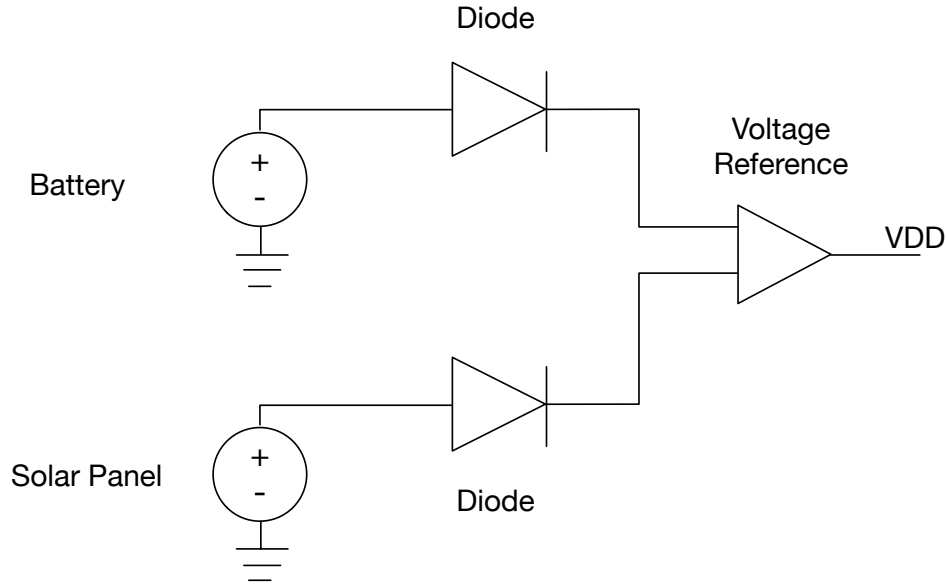 Diode
Voltage
Reference
Battery
+
-
VDD
Solar Panel
+
-
Diode